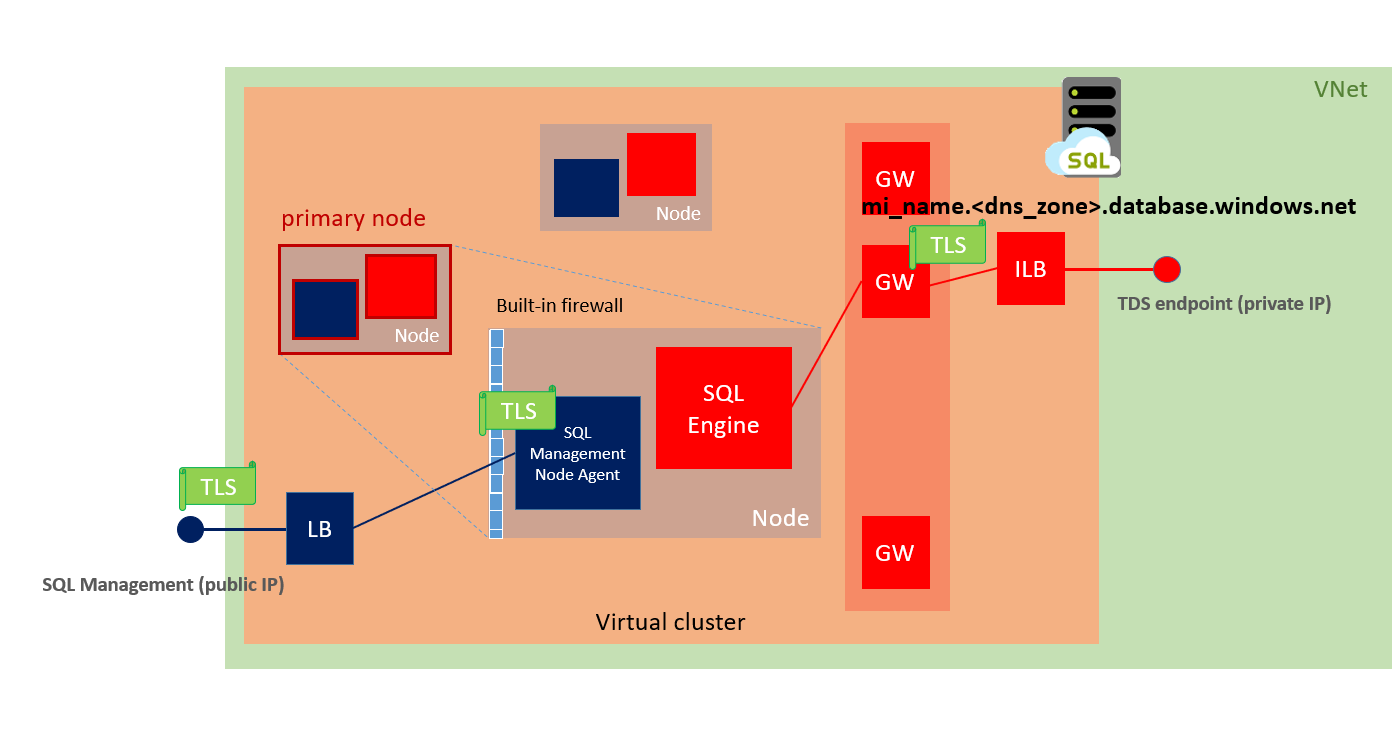 VNet
SQL
GW
mi_name.<dns_zone>.database.windows.net
primary node
Node
TLS
GW
ILB
TDS endpoint (private IP)
Node
Built-in firewall
SQL
Engine
TLS
SQL
Management
Node Agent
Node
TLS
LB
SQL Management (public IP)
GW
Virtual cluster